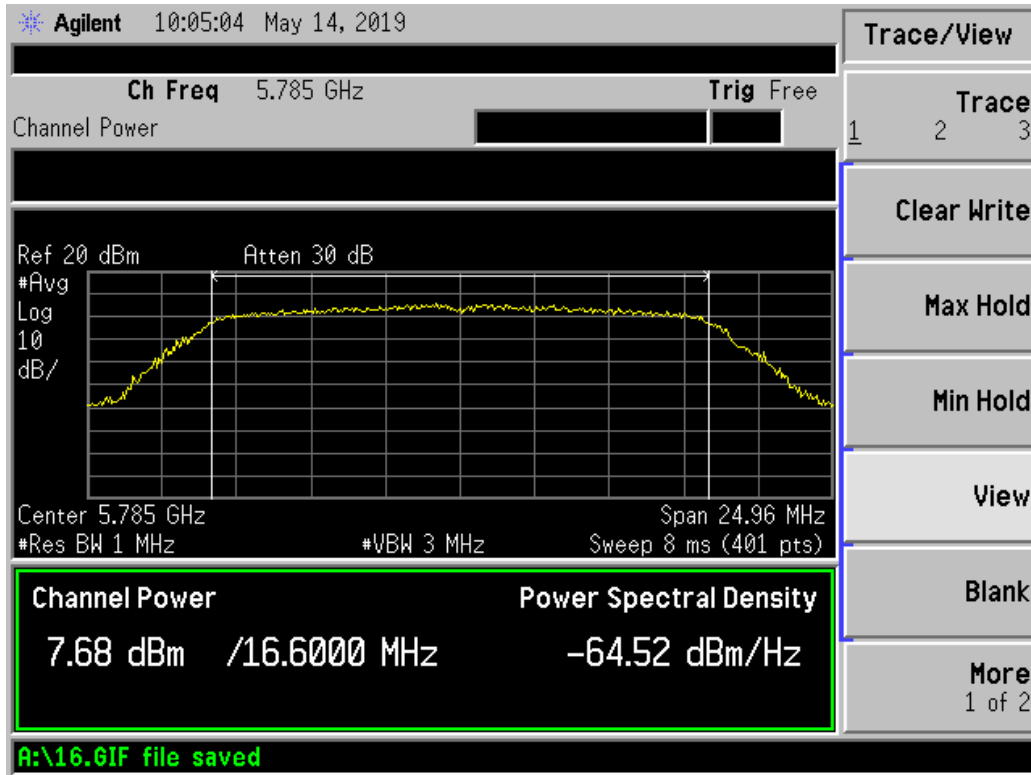 Agilent 10:05:04 May 14, 2019
Trace/View
Ch Freq 5.785 GHz Trig Free
Channel Power
Trace
1 2 3
Clear Write
Max Hold
Min Hold
View
Blank
More
1 of 2
Ref 20 dBm Atten 30 dB
#Avg
Log
10
dB/
Center 5.785 GHz Span 24.96 MHz
#Res BW 1 MHz #VBW 3 MHz Sweep 8 ms (401 pts)
Channel Power Power Spectral Density
7.68 dBm /16.6000 MHz -64.52 dBm/Hz
A:\16.GIF file saved